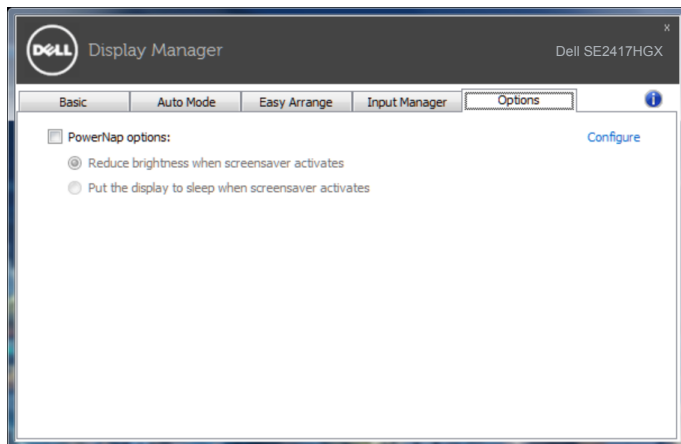 x
DELL Display Manager
Dell SE2417HGX
Basic Auto Mode Easy Arrange Input Manager Options i
PowerNap options: Configure
Reduce brightness when screensaver activates
Put the display to sleep when screensaver activates